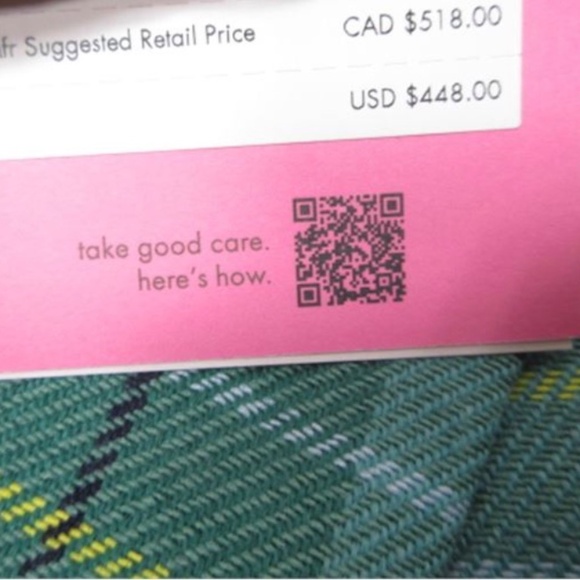 Suggested Retail Price CAD $518.00
USD $448.00
take good care.
here's how.